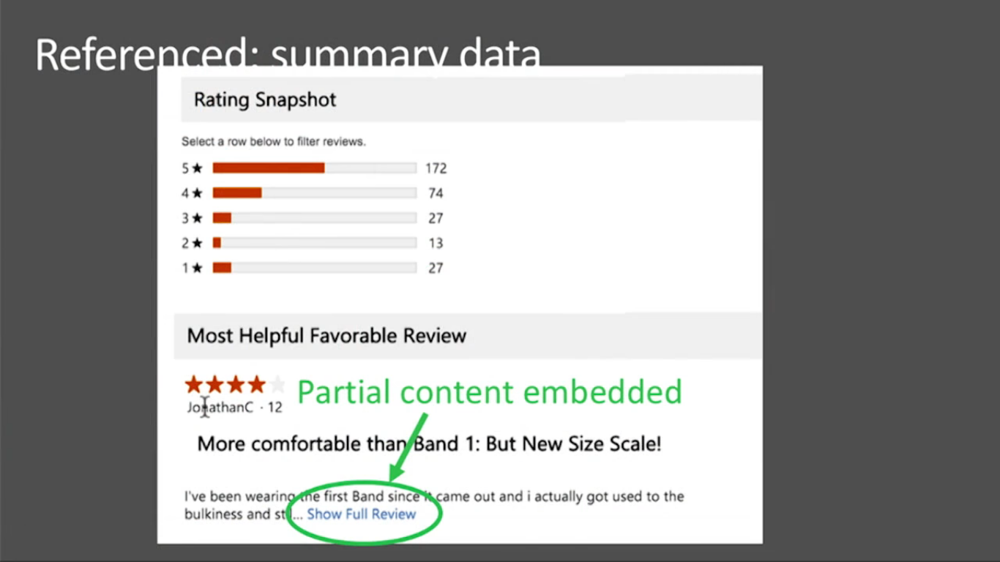 Referenced: summary data
Rating Snapshot
Select a row below to filter reviews.
5★ 172
4★ 74
3★ 27
2★ 13
1★ 27
Most Helpful Favorable Review
Partial content embedded
JonathanC · 12
More comfortable than Band 1: But New Size Scale!
I've been wearing the first Band since it came out and i actually got used to the
bulkiness and ... Show Full Review